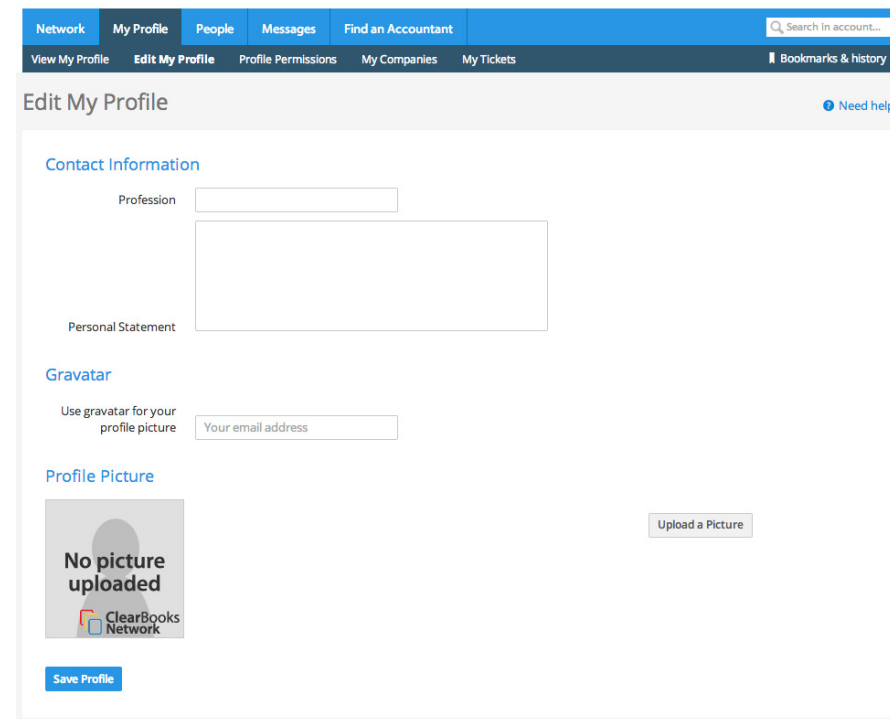 Network My Profile People Messages Find an Accountant Search in account...
View My Profile Edit My Profile Profile Permissions My Companies My Tickets Bookmarks & history
Edit My Profile
Need help
Contact Information
Profession
Personal Statement
Gravatar
Use gravatar for your
profile picture
Your email address
Profile Picture
Upload a Picture
No picture
uploaded
ClearBooks
Network
Save Profile